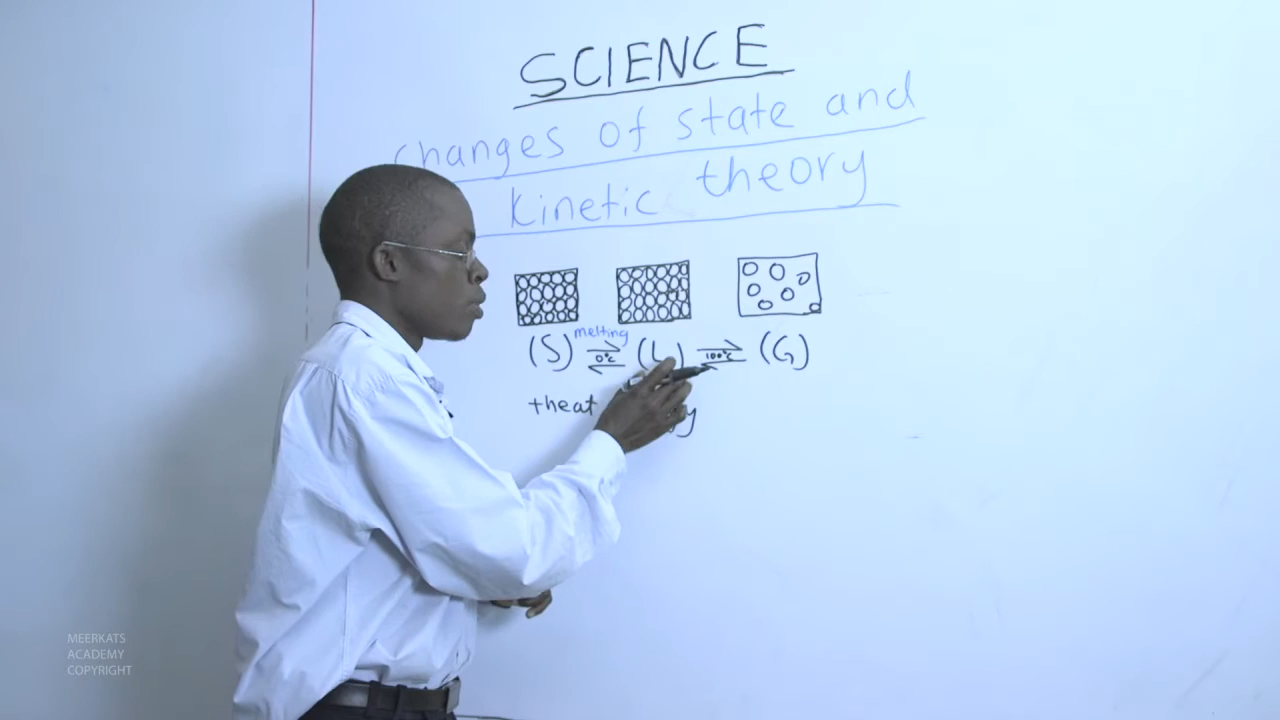 SCIENCE
changes of state and
kinetic theory
melting
(S) ⇌ 0°C (L) ⇌ 100°C (G)
+heat
MEERKATS
ACADEMY
COPYRIGHT